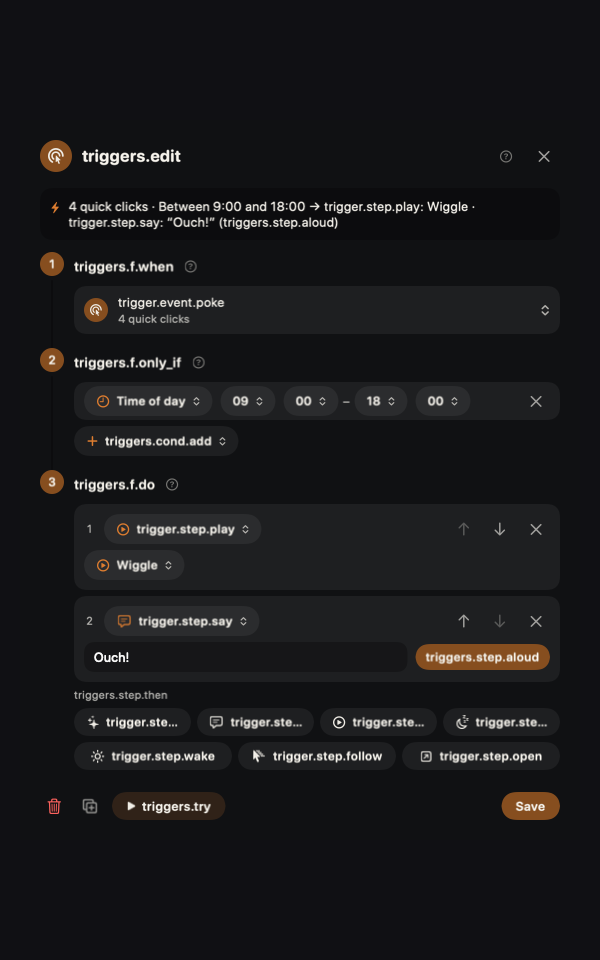 triggers.edit
4 quick clicks · Between 9:00 and 18:00 → trigger.step.play: Wiggle ·
trigger.step.say: “Ouch!” (triggers.step.aloud)
1 triggers.f.when
trigger.event.poke
4 quick clicks
2 triggers.f.only_if
Time of day 09 00 – 18 00
+ triggers.cond.add
3 triggers.f.do
1 trigger.step.play
Wiggle
2 trigger.step.say
Ouch! triggers.step.aloud
triggers.step.then
trigger.ste... trigger.ste... trigger.ste... trigger.ste...
trigger.step.wake trigger.step.follow trigger.step.open
triggers.try Save